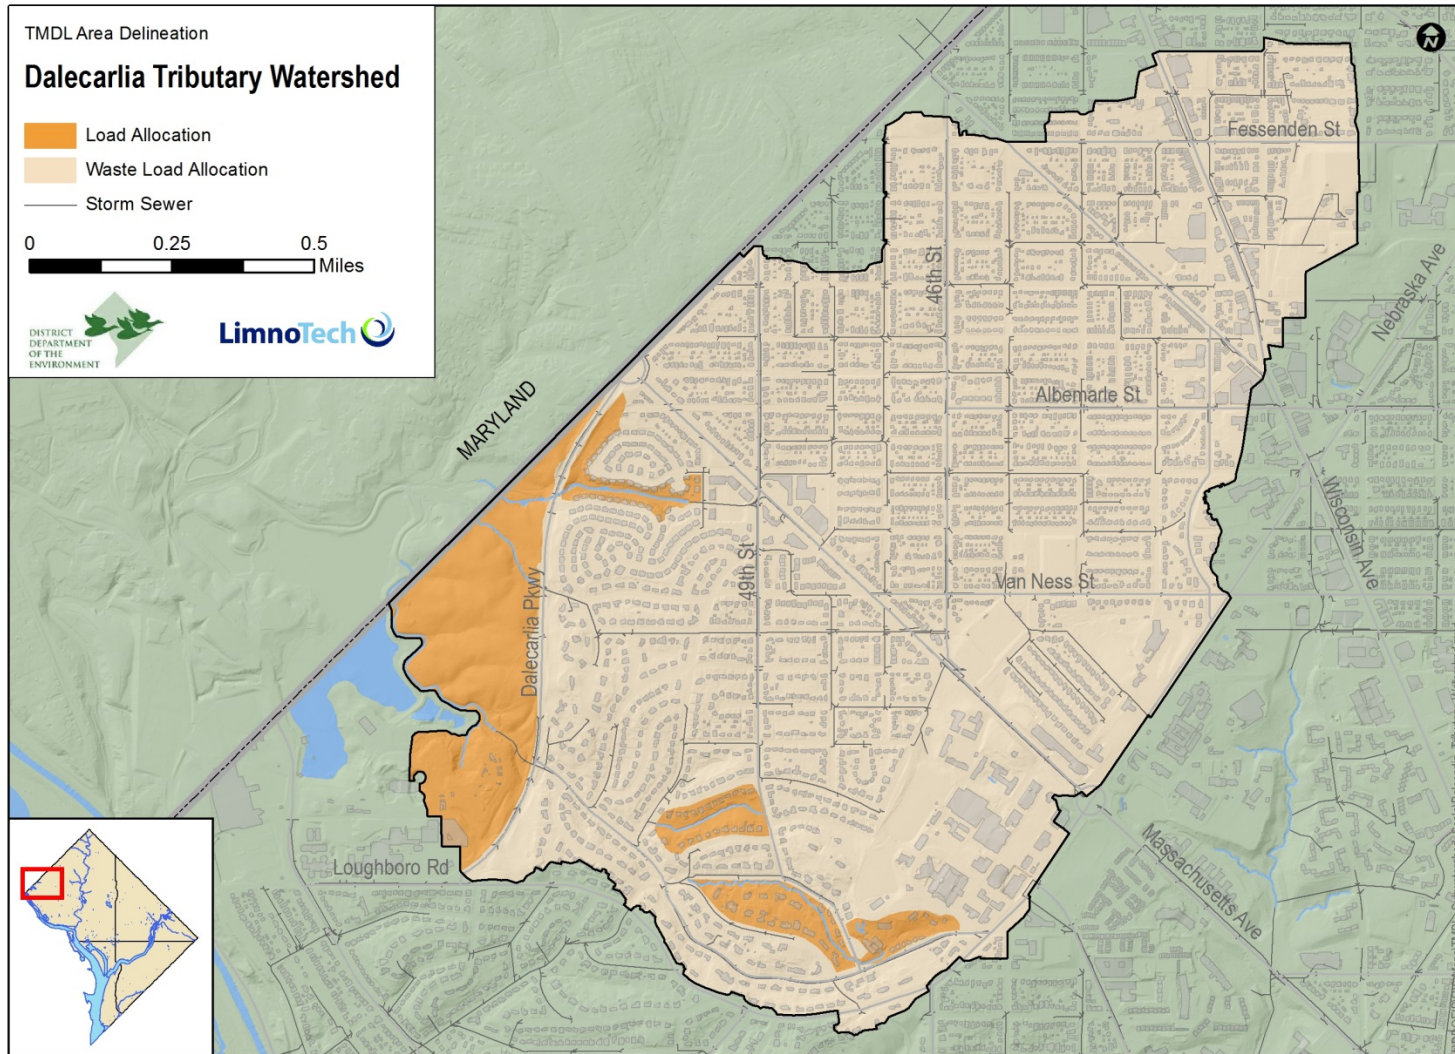 TMDL Area Delineation
Dalecarlia Tributary Watershed
Load Allocation
Waste Load Allocation
Storm Sewer
0 0.25 0.5
Miles
DISTRICT
DEPARTMENT
OF THE
ENVIRONMENT
LimnoTech
N
Fessenden St
46th St
Nebraska Ave
MARYLAND
Albemarle St
Wisconsin Ave
49th St
Van Ness St
Dalecarlia Pkwy
Loughboro Rd
Massachusetts Ave